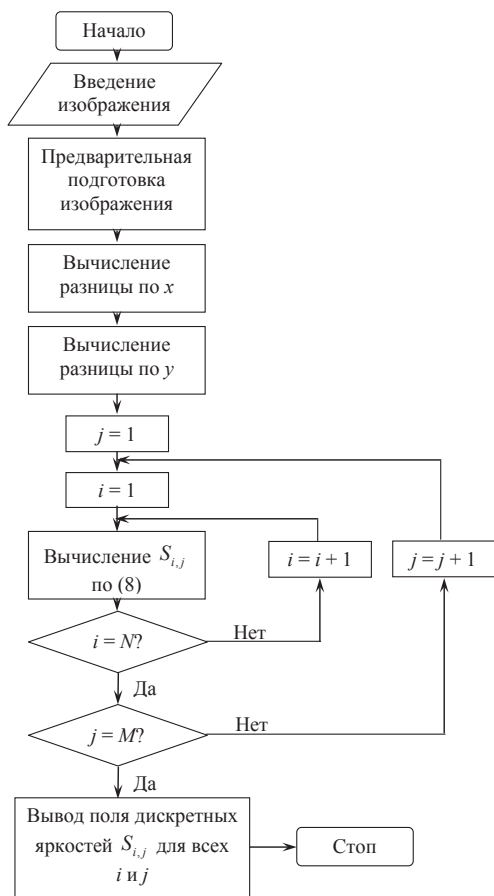 Начало
Введение
изображения
Предварительная
подготовка
изображения
Вычисление
разницы по x
Вычисление
разницы по y
j = 1
i = 1
Вычисление S_{i,j}
по (8)
i = i + 1
j = j + 1
i = N?
Нет
Да
j = M?
Нет
Да
Вывод поля дискретных
яркостей S_{i,j} для всех
i и j
Стоп